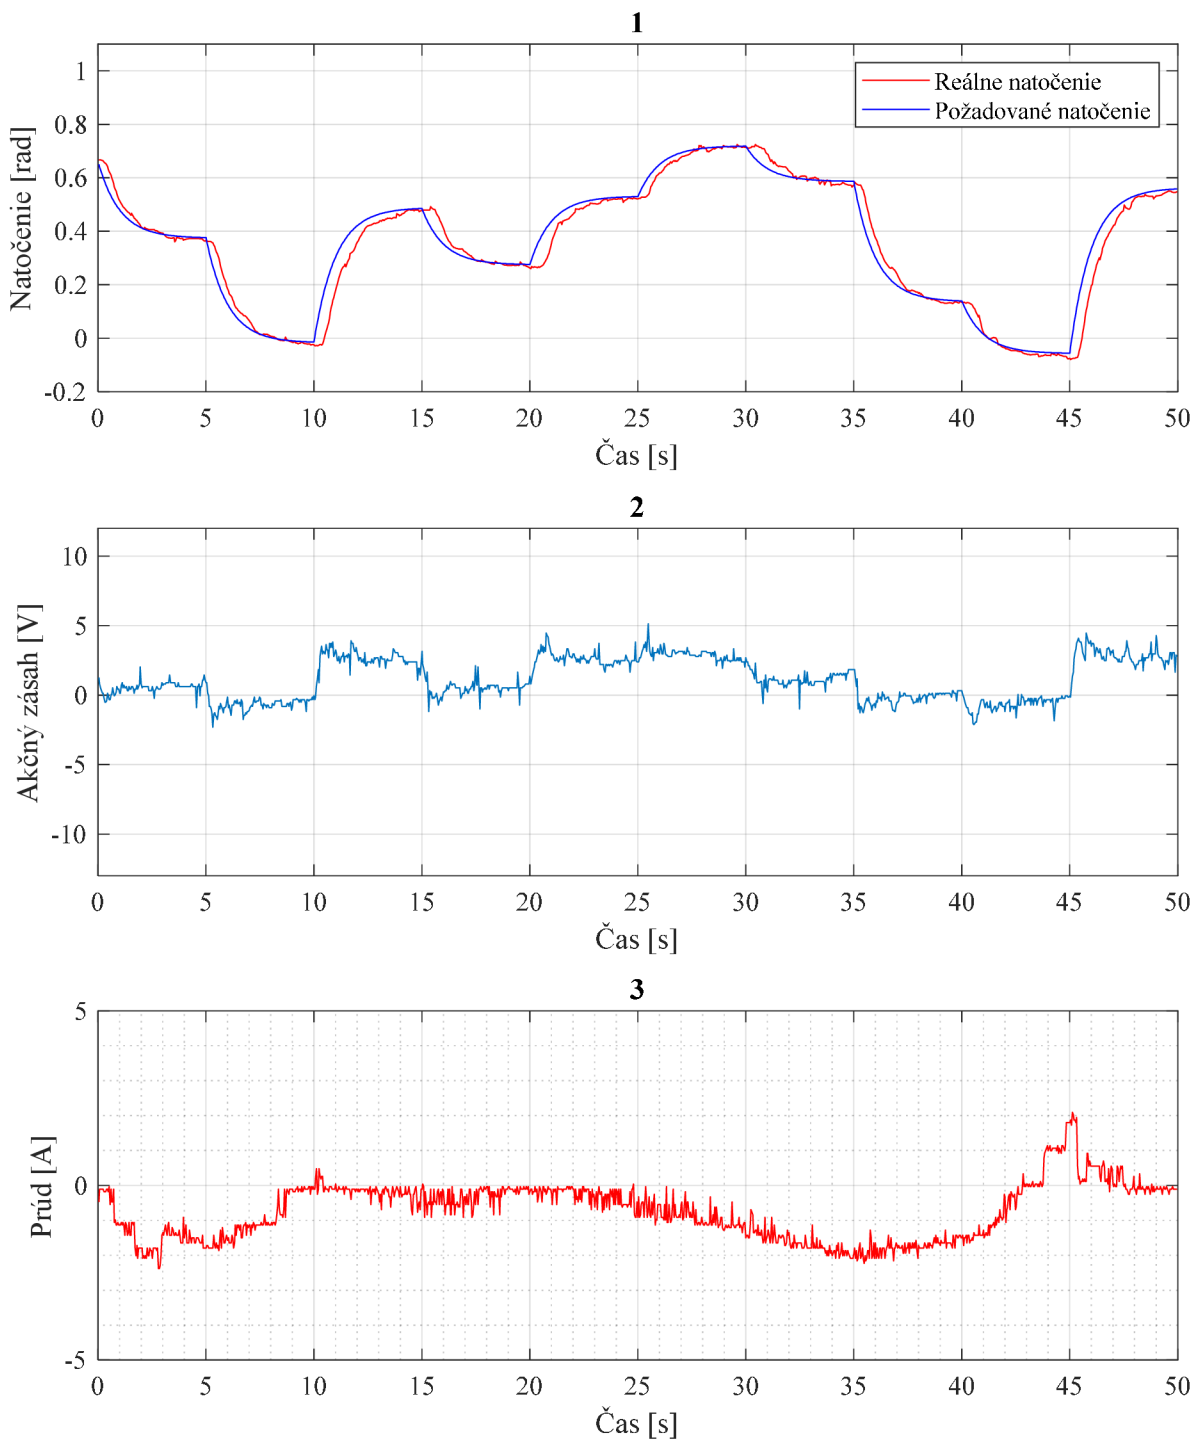 1
Natočenie [rad]
1
0.8
0.6
0.4
0.2
0
-0.2
Reálne natočenie
Požadované natočenie
0 5 10 15 20 25 30 35 40 45 50
Čas [s]
2
Akčný zásah [V]
10
5
0
-5
-10
0 5 10 15 20 25 30 35 40 45 50
Čas [s]
3
Prúd [A]
5
0
-5
0 5 10 15 20 25 30 35 40 45 50
Čas [s]